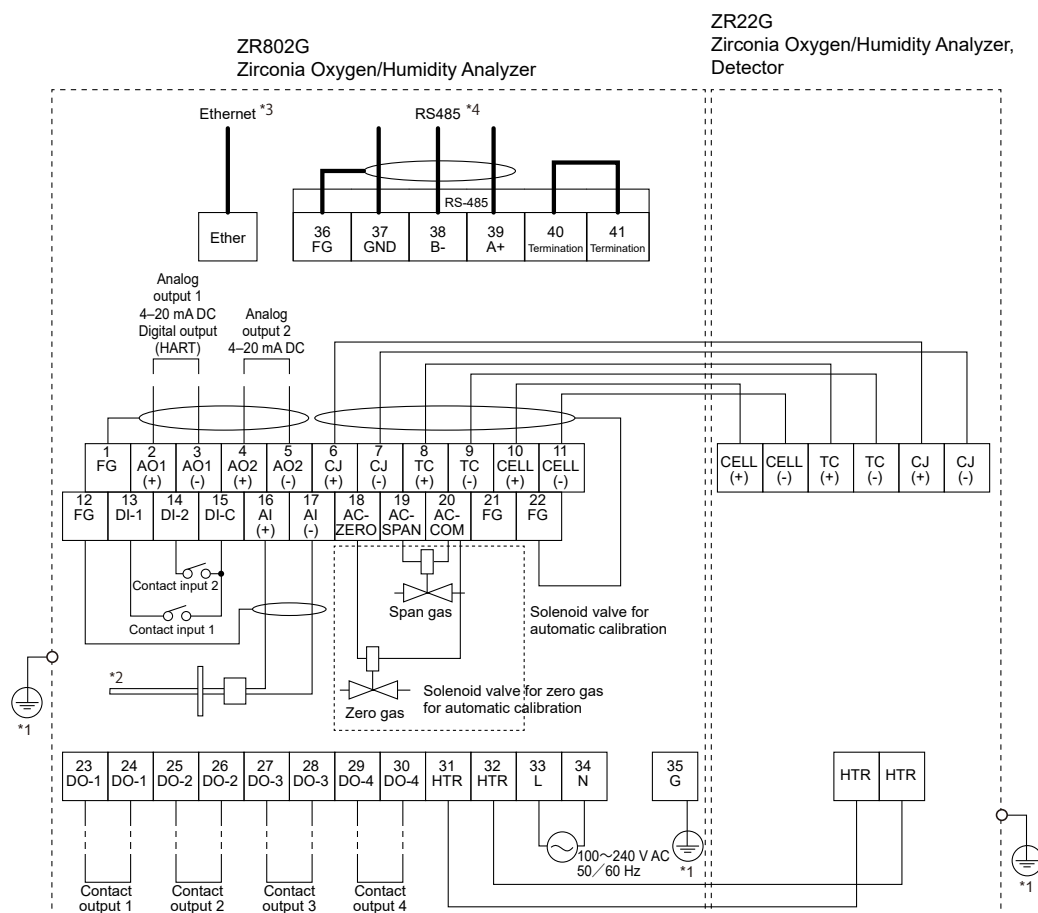 ZR802G
Zirconia Oxygen/Humidity Analyzer
ZR22G
Zirconia Oxygen/Humidity Analyzer,
Detector
Ethernet *3
RS485 *4
RS-485
Ether
36
FG
37
GND
38
B-
39
A+
40
Termination
41
Termination
Analog
output 1
4–20 mA DC
Digital output
(HART)
Analog
output 2
4–20 mA DC
1
FG
2
AO1
(+)
3
AO1
(-)
4
AO2
(+)
5
AO2
(-)
6
CJ
(+)
7
CJ
(-)
8
TC
(+)
9
TC
(-)
10
CELL
(+)
11
CELL
(-)
CELL
(+)
CELL
(-)
TC
(+)
TC
(-)
CJ
(+)
CJ
(-)
12
FG
13
DI-1
14
DI-2
15
DI-C
16
AI
(+)
17
AI
(-)
18
AC-
ZERO
19
AC-
SPAN
20
AC-
COM
21
FG
22
FG
Contact input 2
Contact input 1
Span gas
Solenoid valve for
automatic calibration
*2
Zero gas
Solenoid valve for zero gas
for automatic calibration
*1
23
DO-1
24
DO-1
25
DO-2
26
DO-2
27
DO-3
28
DO-3
29
DO-4
30
DO-4
31
HTR
32
HTR
33
L
34
N
35
G
HTR
HTR
100～240 V AC
50／60 Hz
*1
*1
Contact
output 1
Contact
output 2
Contact
output 3
Contact
output 4